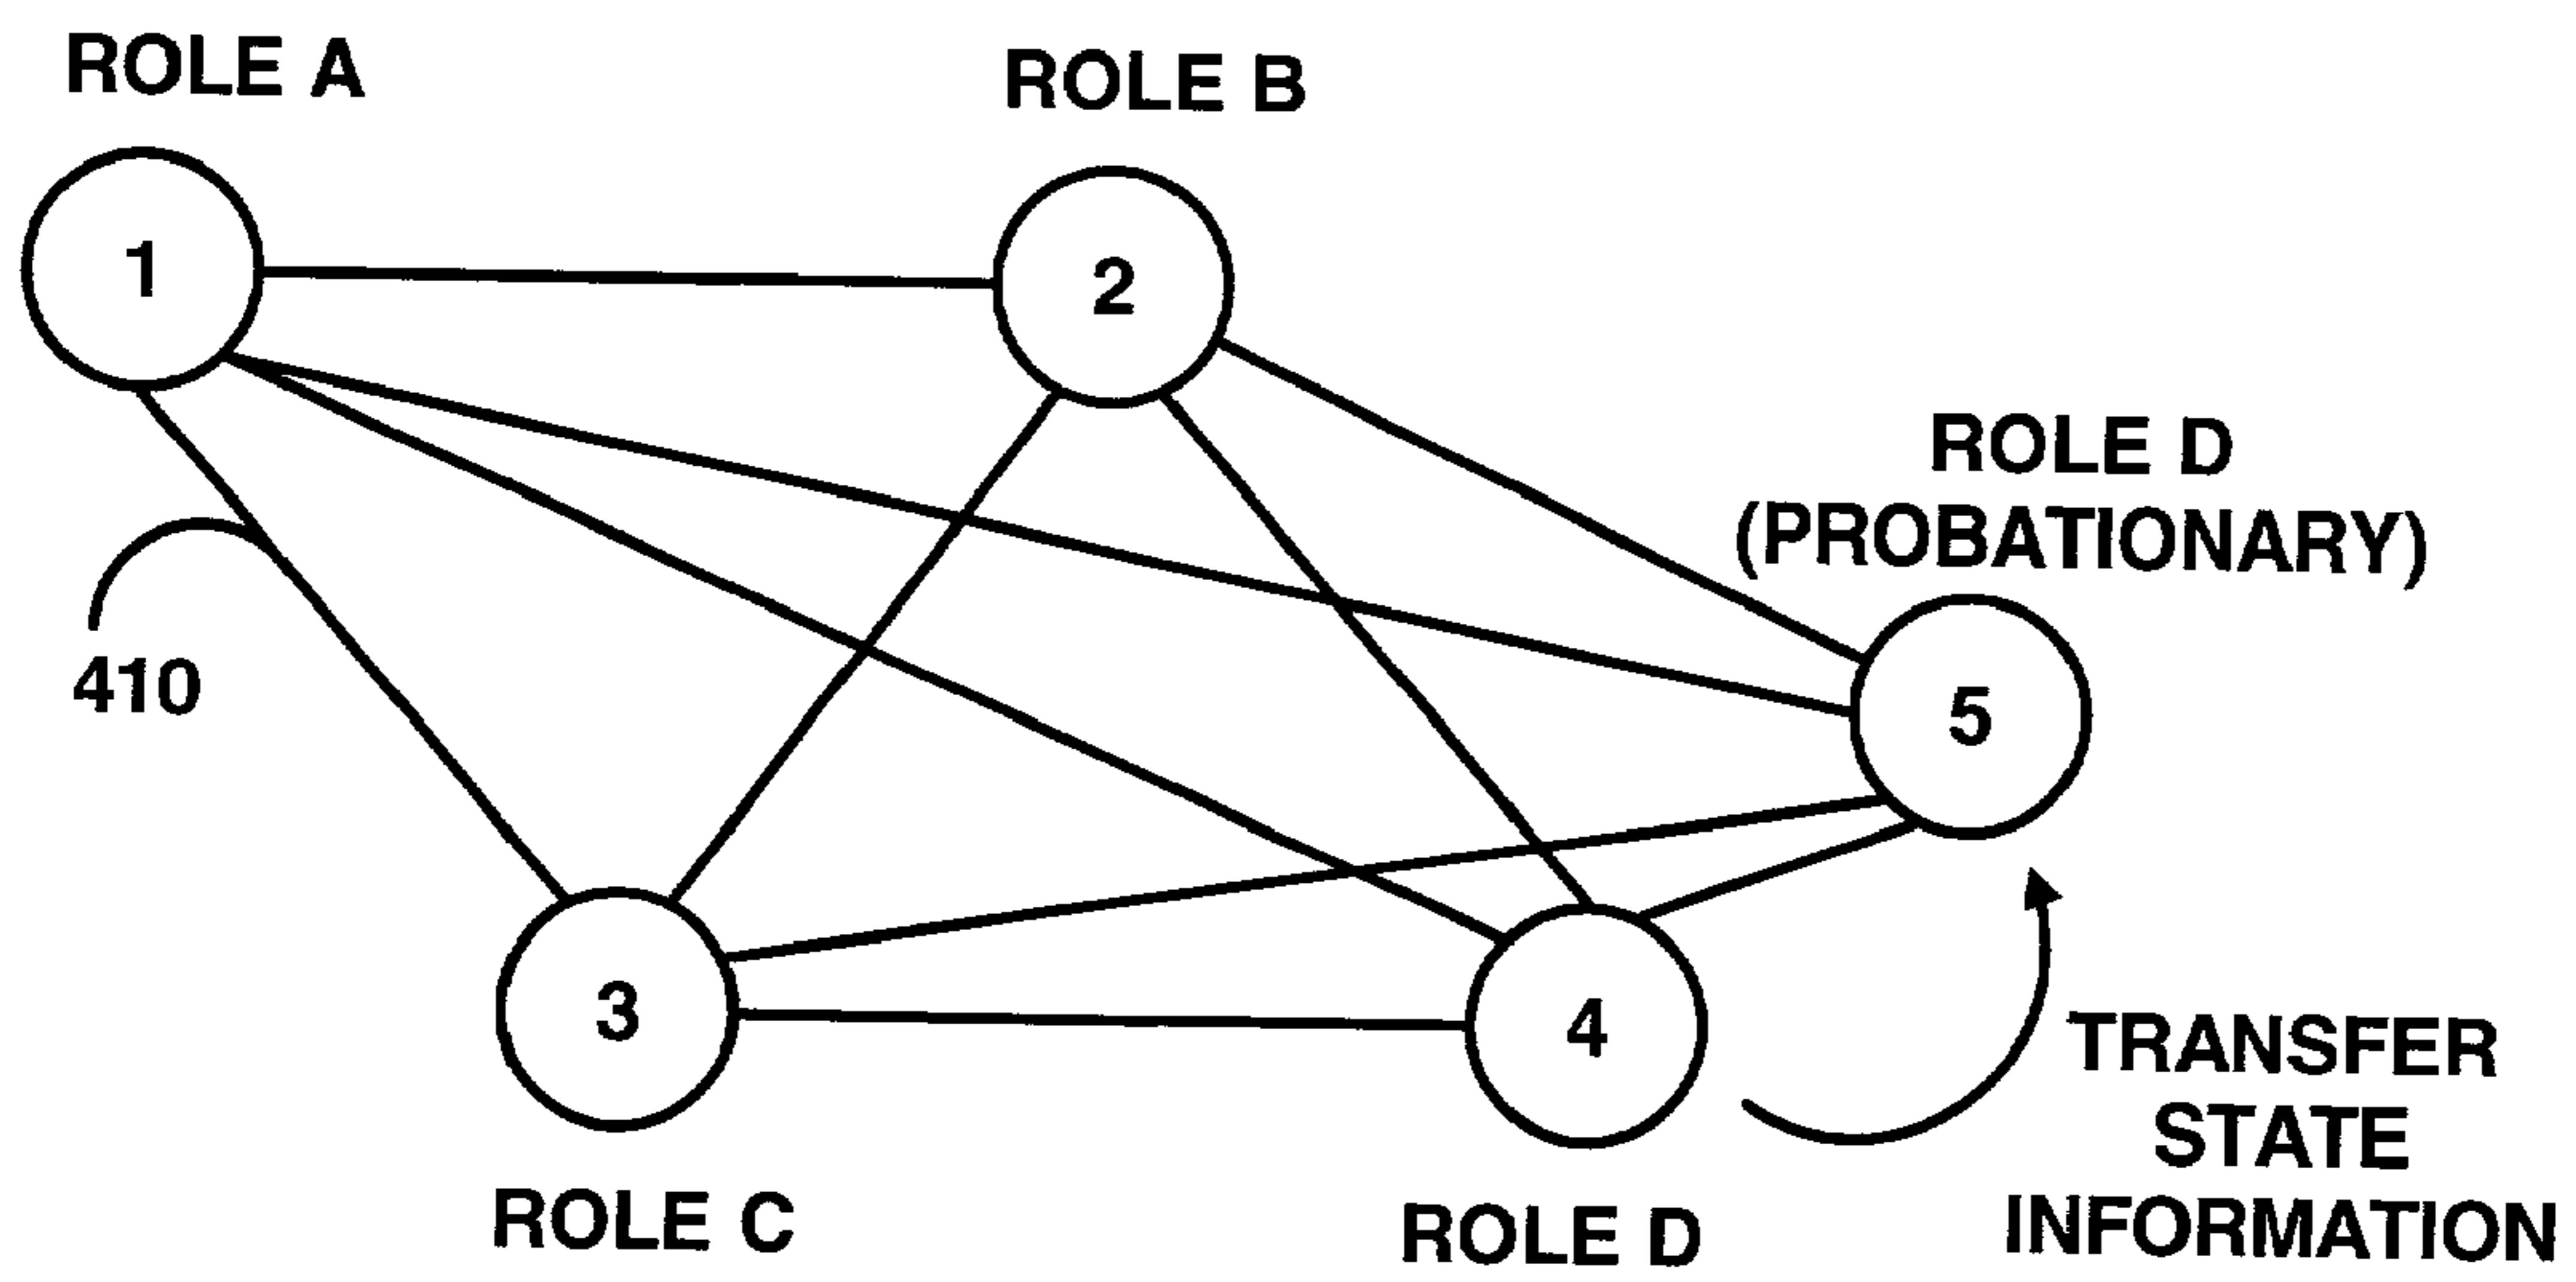 ROLE A
ROLE B
1
2
ROLE D
(PROBATIONARY)
410
5
3
4
TRANSFER
STATE
INFORMATION
ROLE C
ROLE D